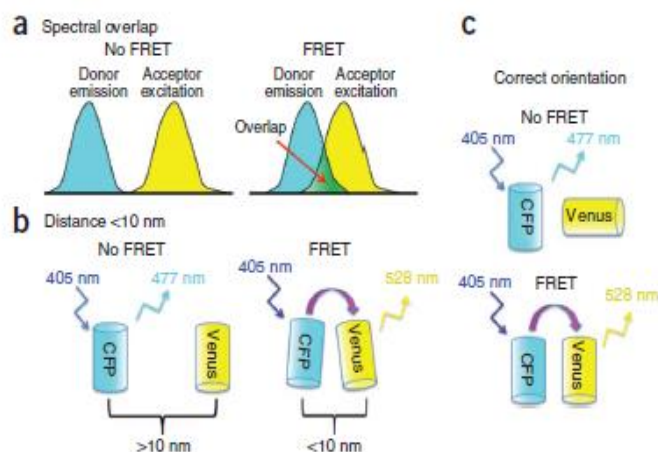 a Spectral overlap
No FRET
Donor emission
Acceptor excitation
FRET
Donor emission
Acceptor excitation
Overlap
b Distance <10 nm
No FRET
405 nm
477 nm
CFP
Venus
>10 nm
FRET
405 nm
528 nm
CFP
Venus
<10 nm
c
Correct orientation
No FRET
405 nm
477 nm
CFP
Venus
FRET
405 nm
528 nm
CFP
Venus